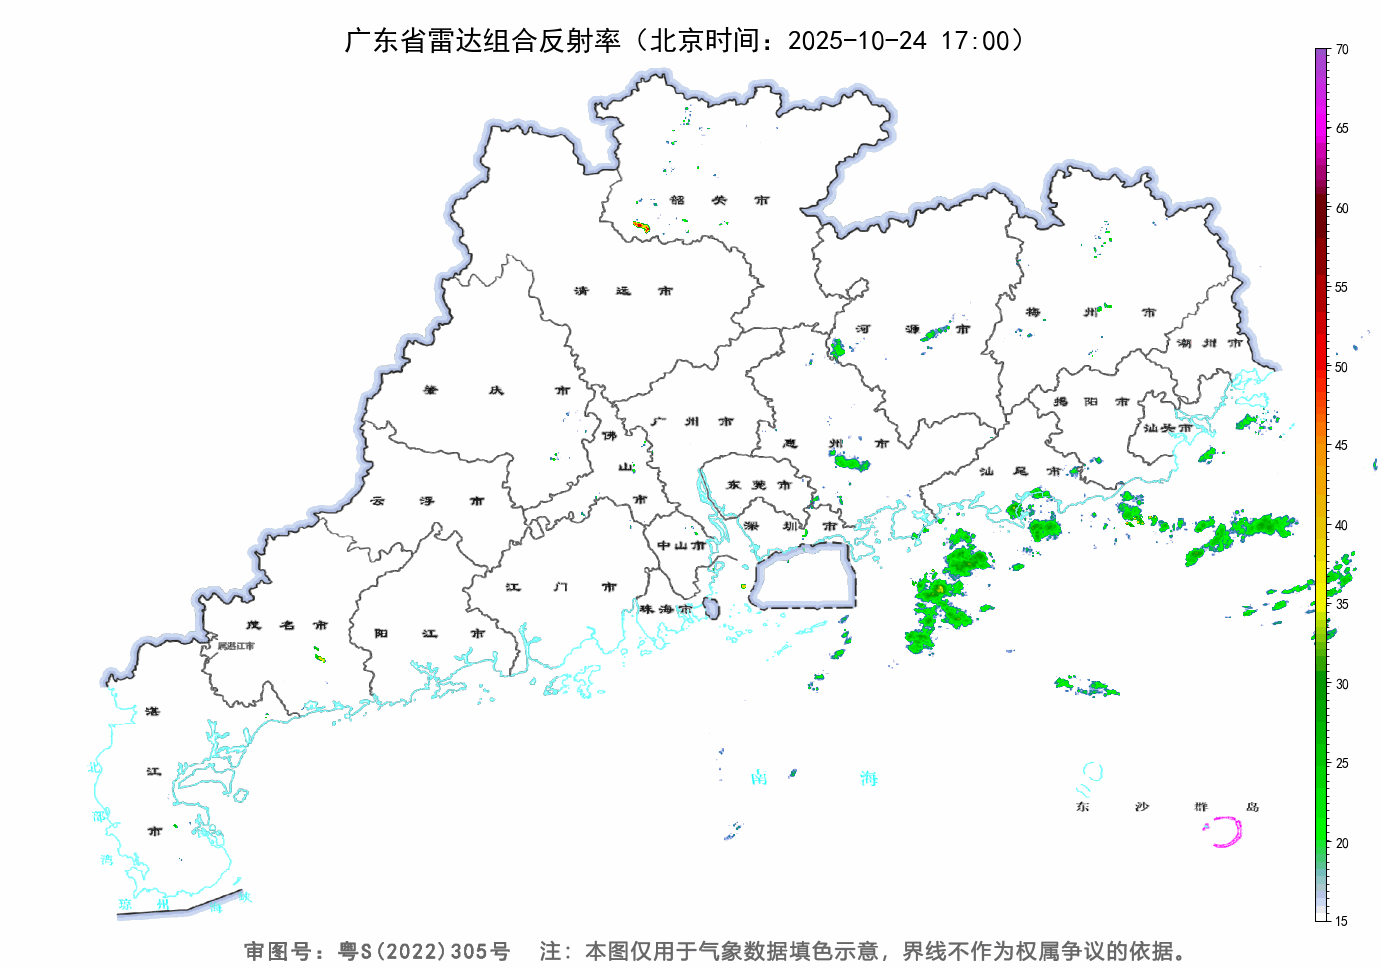 广东省雷达组合反射率（北京时间：2025-10-24 17:00）
70
65
60
55
50
45
40
35
30
25
20
15
韶关市
清远市
河源市
梅州市
潮州市
肇庆市
广州市
揭阳市
汕头市
佛山市
惠州市
汕尾市
云浮市
东莞市
深圳市
中山市
江门市
珠海市
茂名市
阳江市
属湛江市
湛江市
北部湾
南海
东沙群岛
琼州海峡
审图号：粤S(2022)305号 注：本图仅用于气象数据填色示意，界线不作为权属争议的依据。